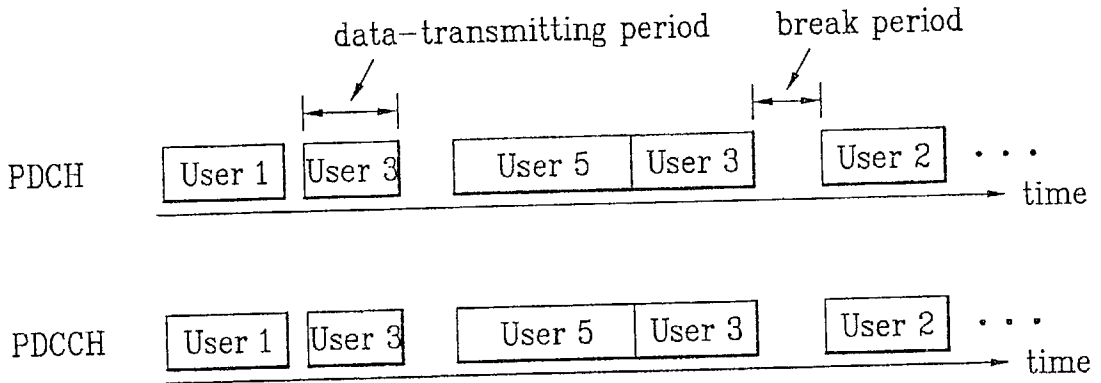 data-transmitting period break period
PDCH User 1 User 3 User 5 User 3 User 2 . . .
time
PDCCH User 1 User 3 User 5 User 3 User 2 . . .
time